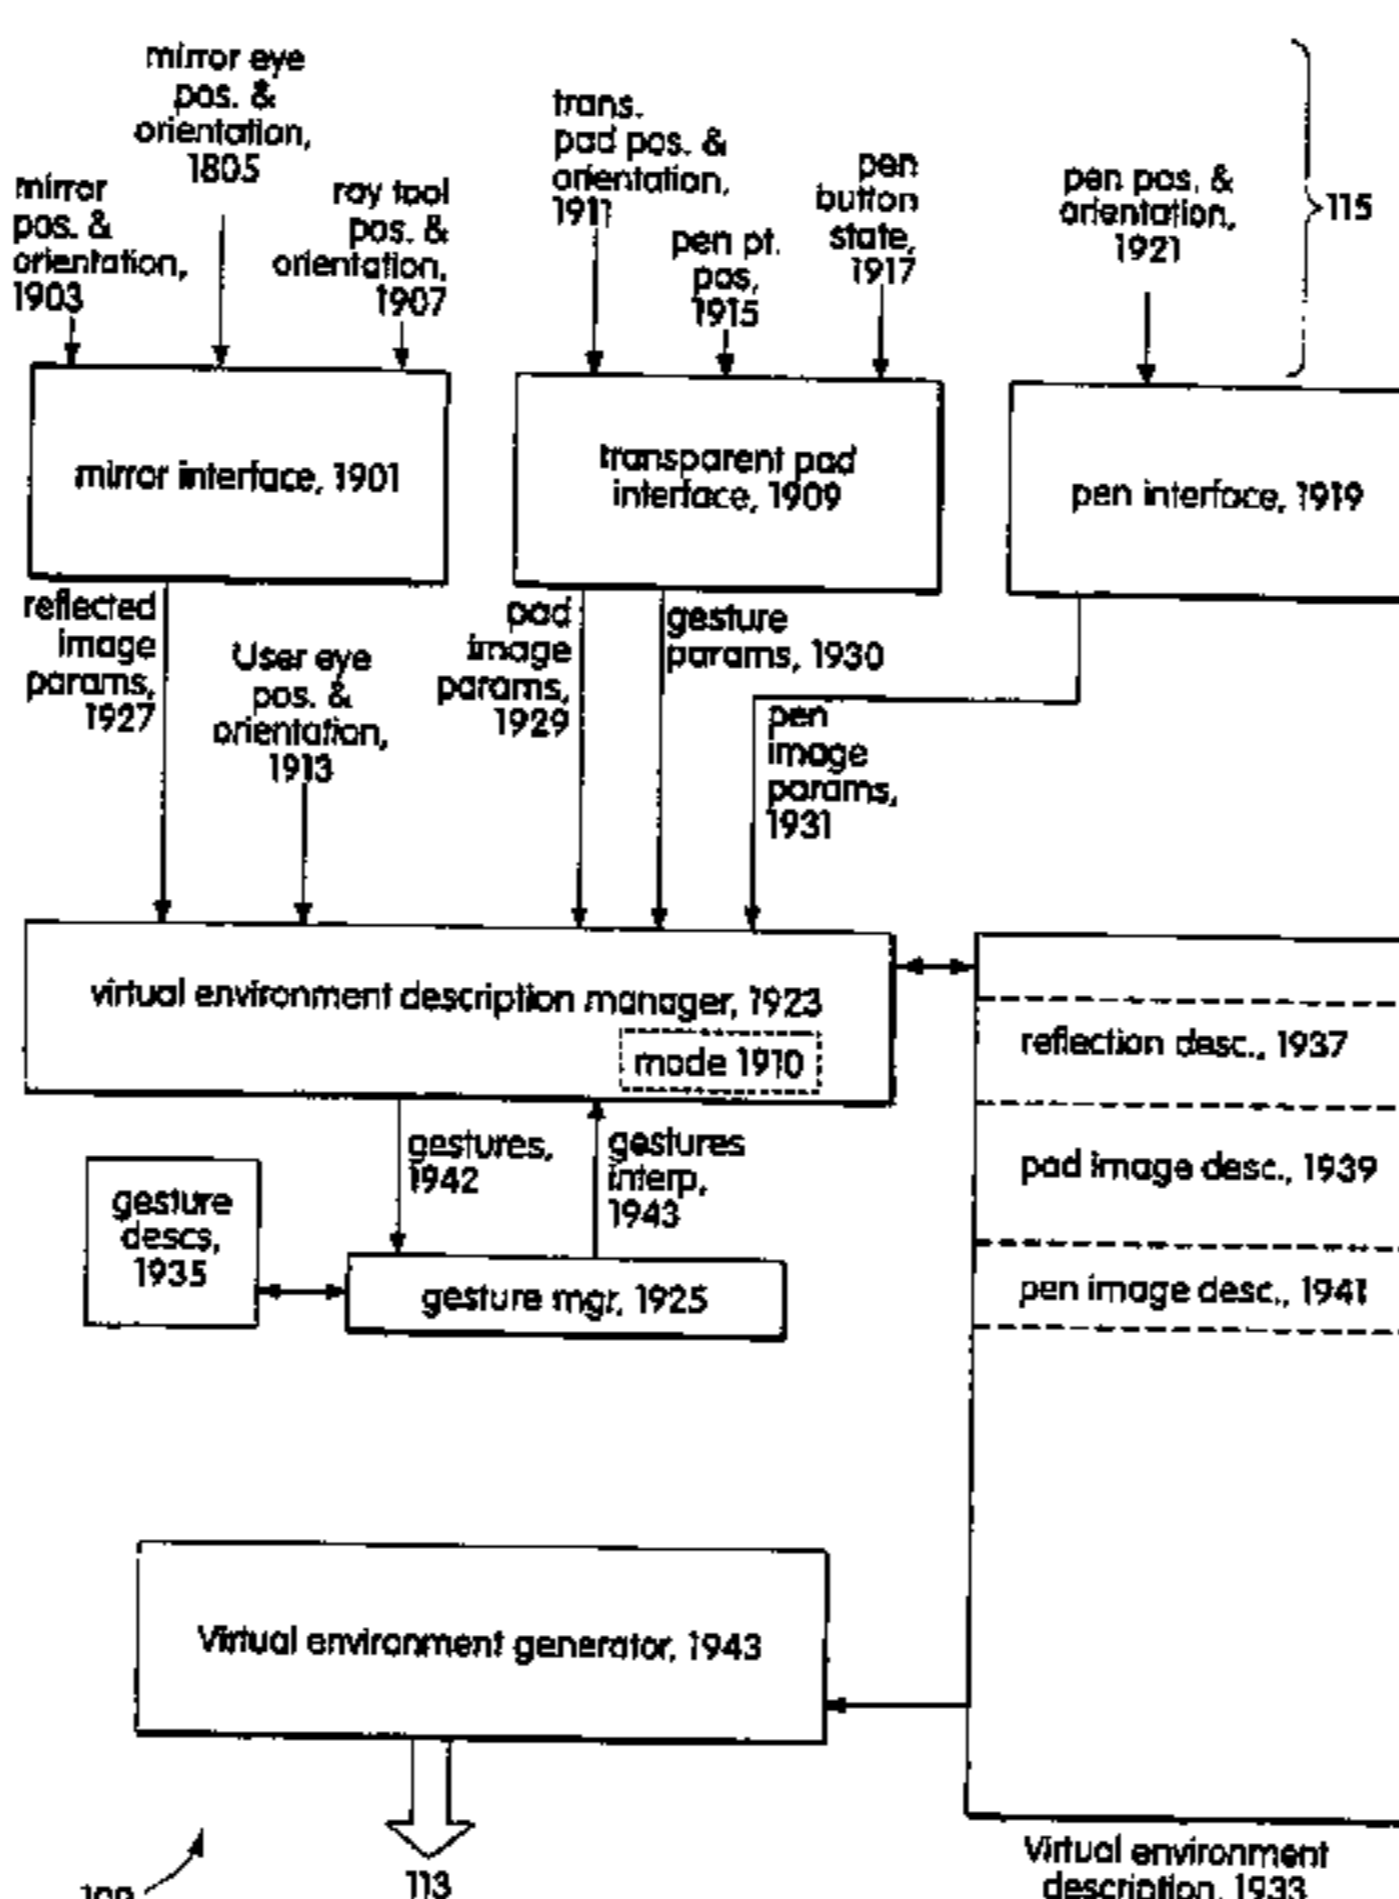 mirror eye
pos. &
orientation,
1805
mirror
pos. &
orientation,
1903
ray tool
pos. &
orientation,
1907
trans.
pad pos. &
orientation,
1911
pen pt.
pos,
1915
pen
button
state,
1917
pen pos. &
orientation,
1921
115
mirror interface, 1901
transparent pad
interface, 1909
pen interface, 1919
reflected
image
params,
1927
User eye
pos. &
orientation,
1913
pad
image
params,
1929
gesture
params, 1930
pen
image
params,
1931
virtual environment description manager, 1923
mode 1910
reflection desc., 1937
pad image desc., 1939
pen image desc., 1941
gestures,
1942
gestures
interp,
1943
gesture
descs,
1935
gesture mgr, 1925
Virtual environment generator, 1943
113
Virtual environment
description, 1933